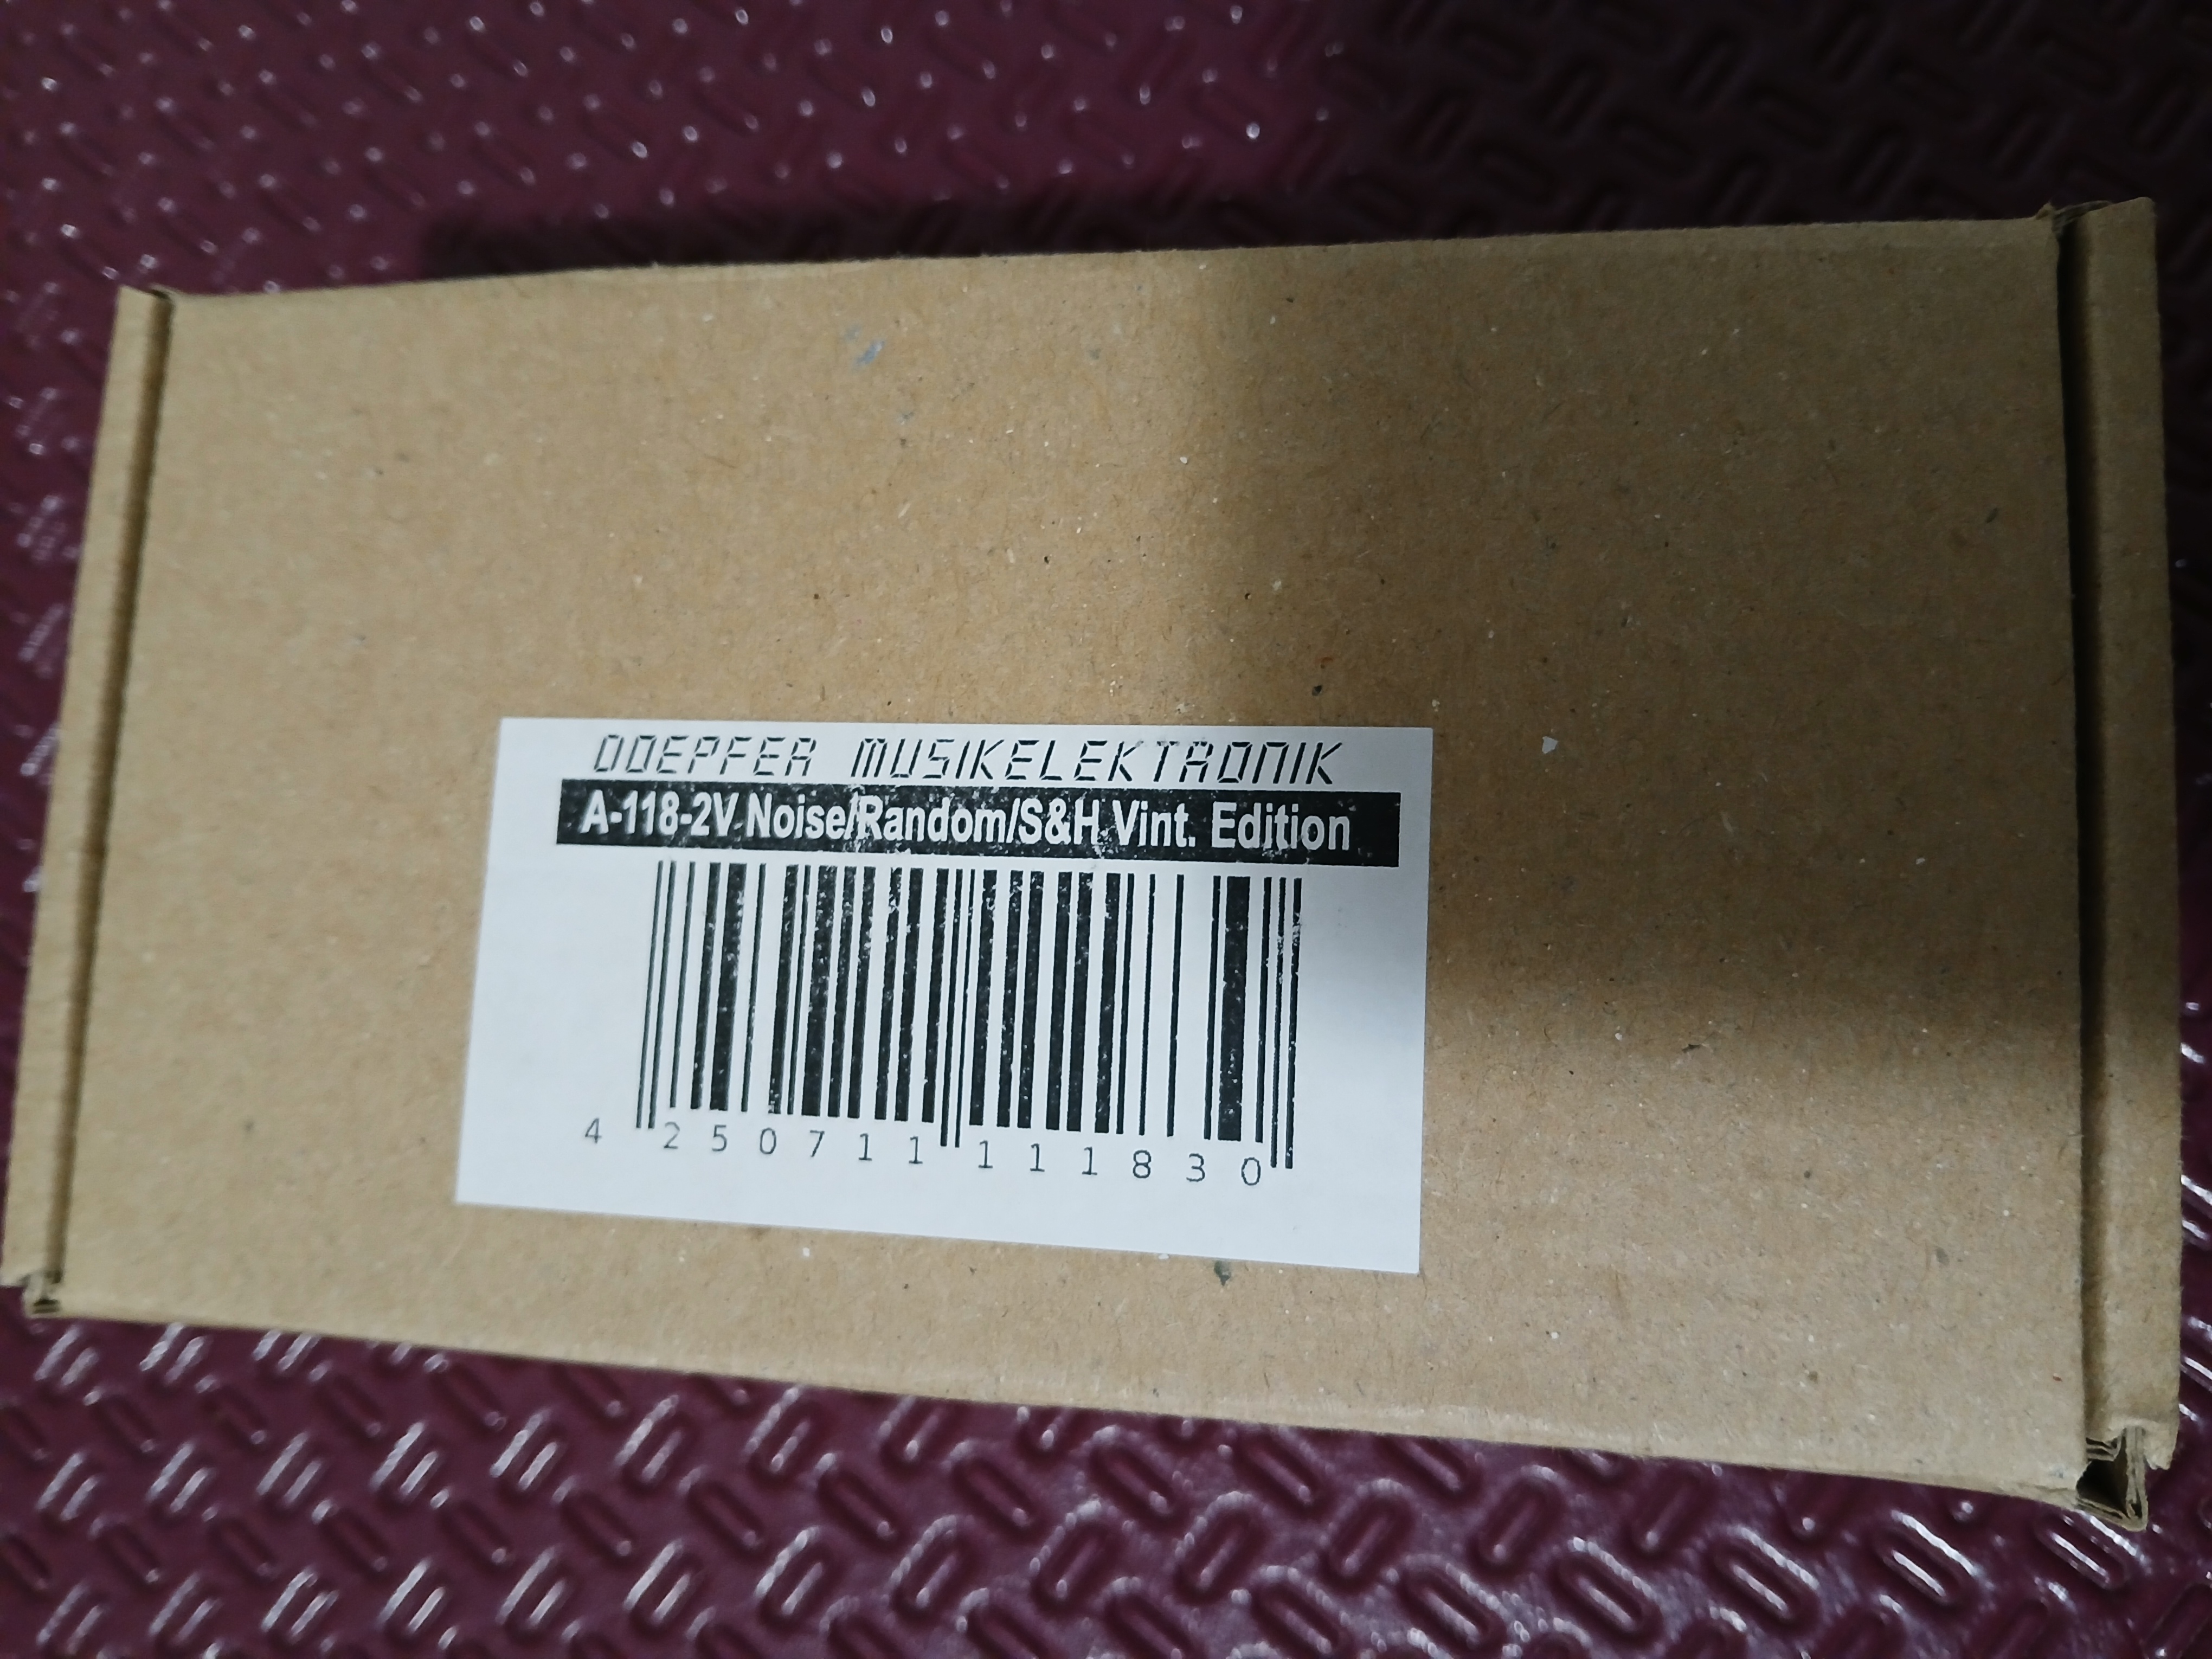 DOEPFER MUSIKELEKTRONIK
A-118-2V Noise/Random/S&H Vint. Edition
4 250711 111830